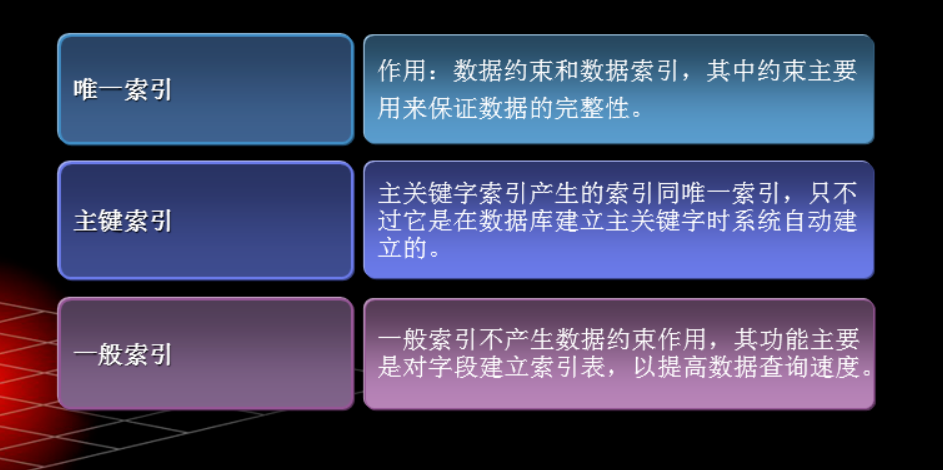 唯一索引
作用：数据约束和数据索引，其中约束主要
用来保证数据的完整性。
主键索引
主关键字索引产生的索引同唯一索引，只不
过它是在数据库建立主关键字时系统自动建
立的。
一般索引
一般索引不产生数据约束作用，其功能主要
是对字段建立索引表，以提高数据查询速度。